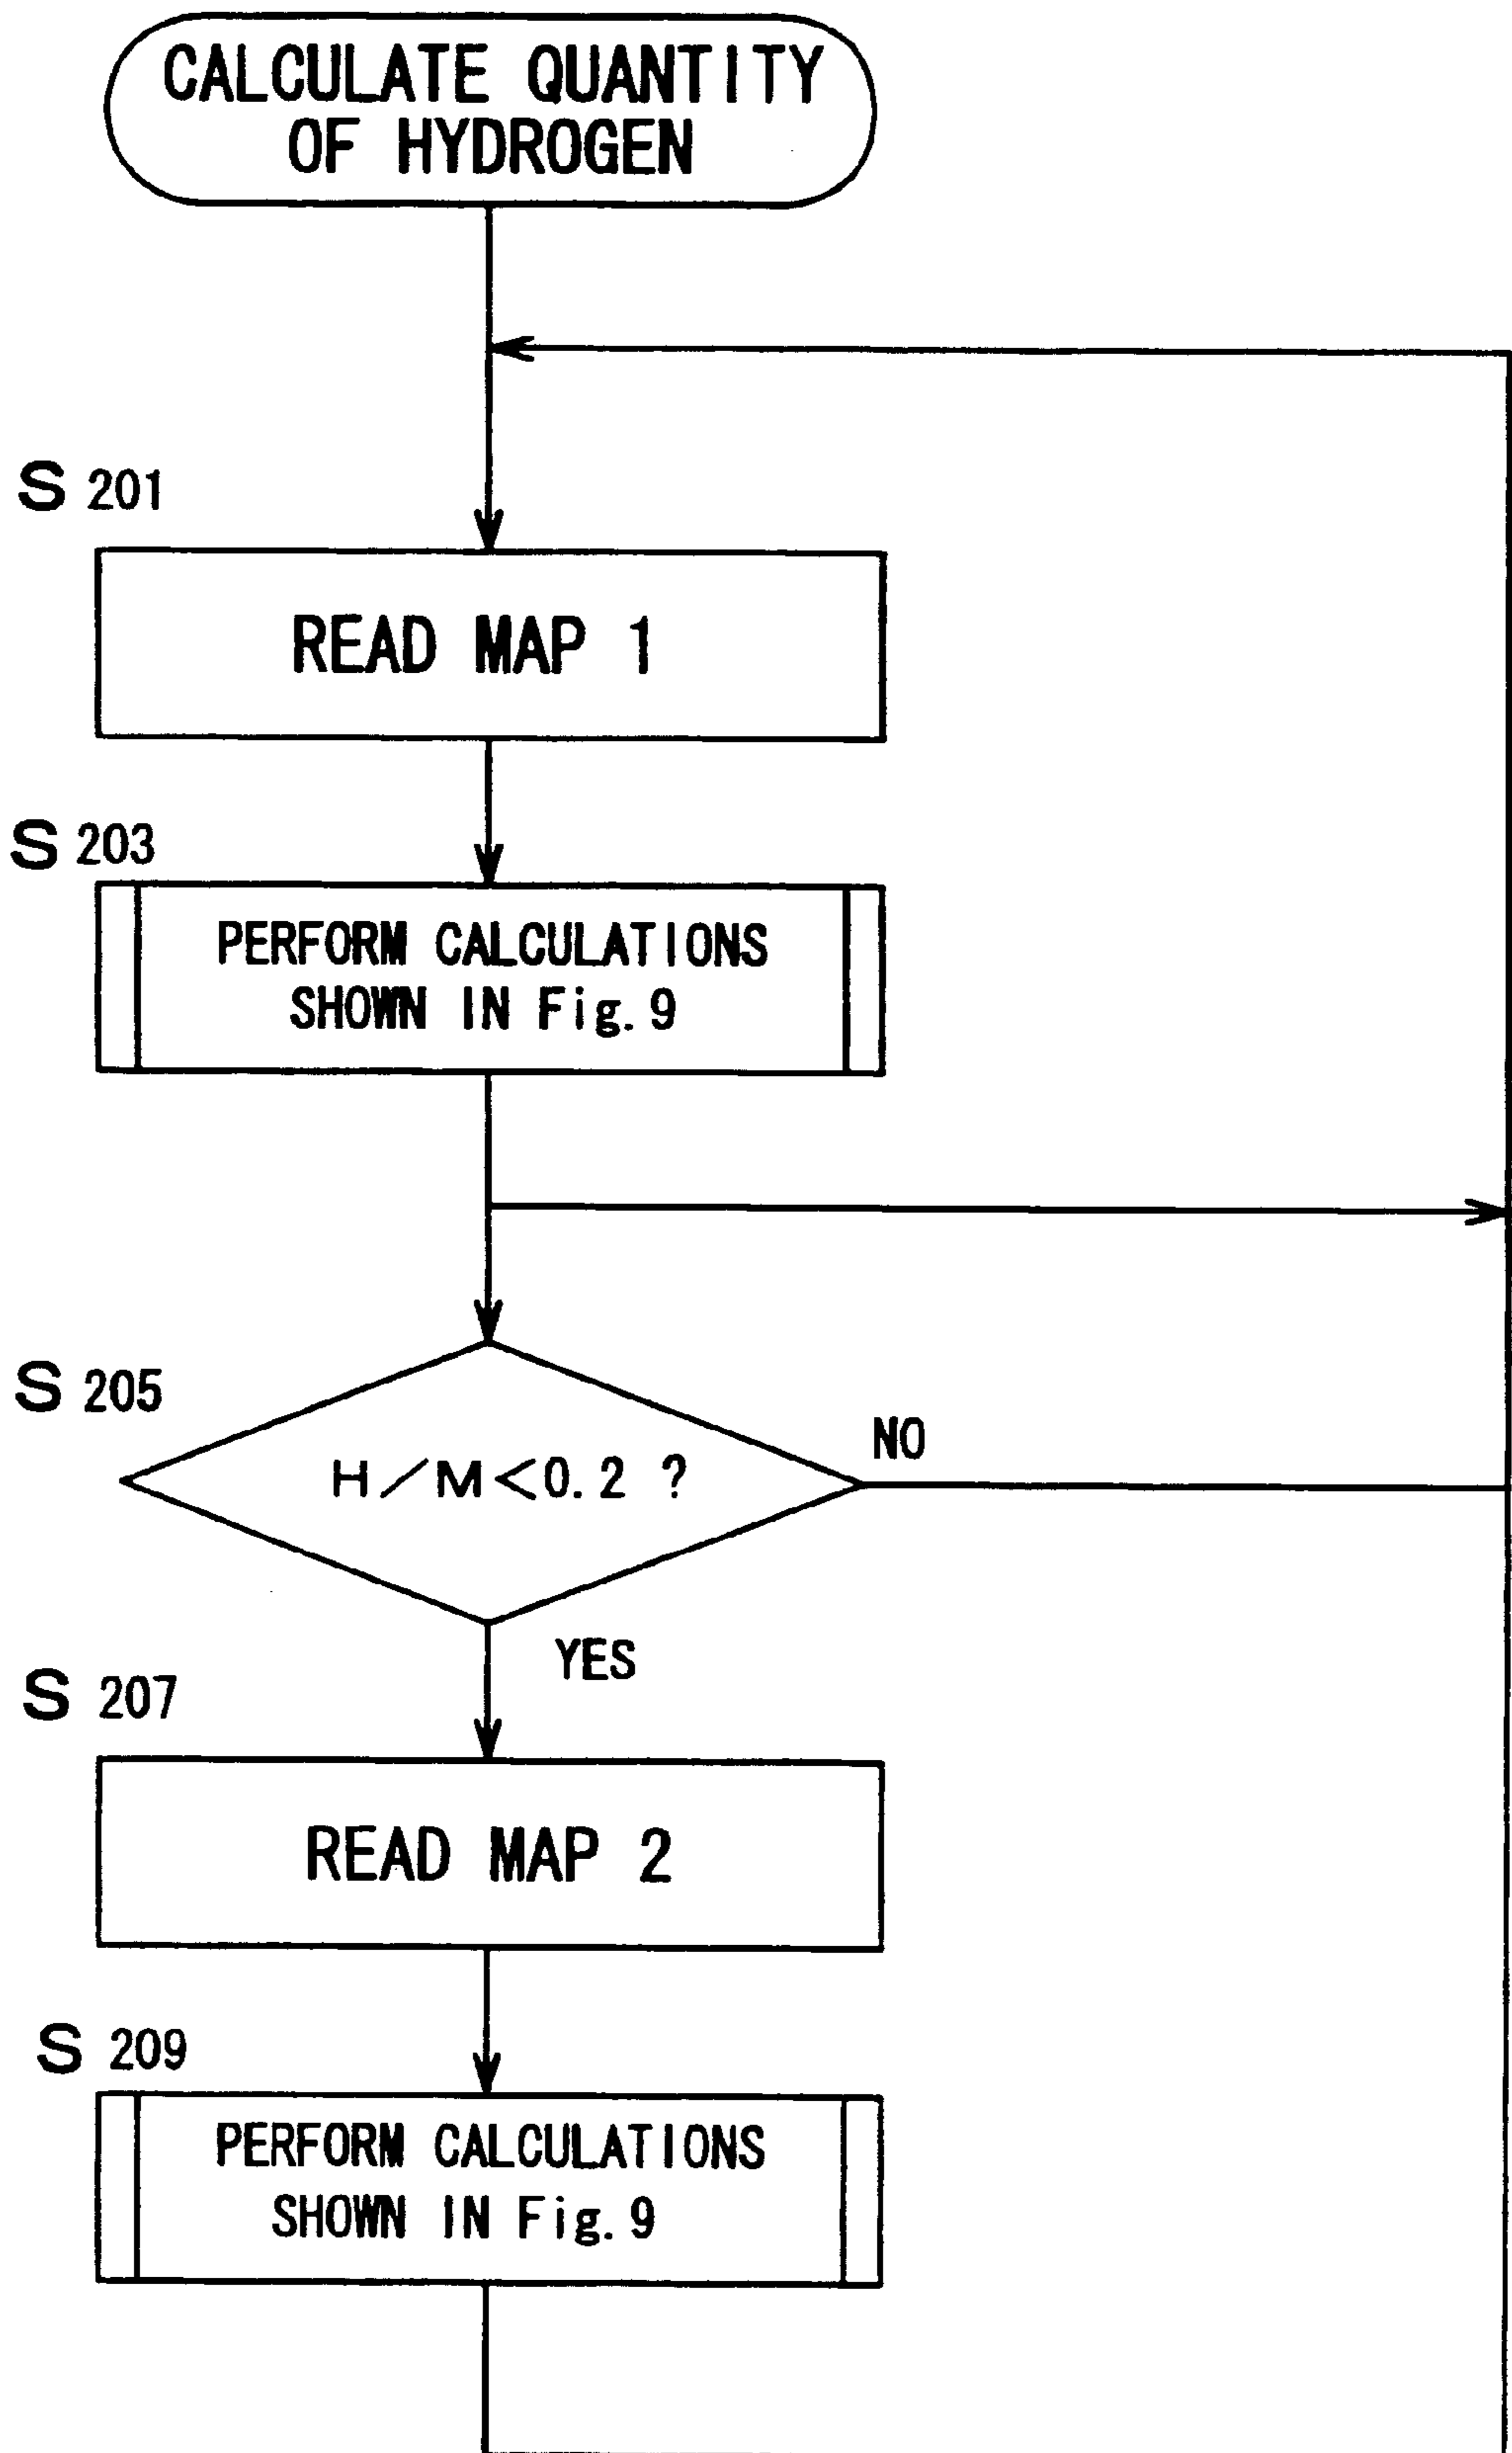 CALCULATE QUANTITY
OF HYDROGEN
S 201
READ MAP 1
S 203
PERFORM CALCULATIONS
SHOWN IN Fig. 9
S 205
H/M<0.2 ?
NO
YES
S 207
READ MAP 2
S 209
PERFORM CALCULATIONS
SHOWN IN Fig. 9